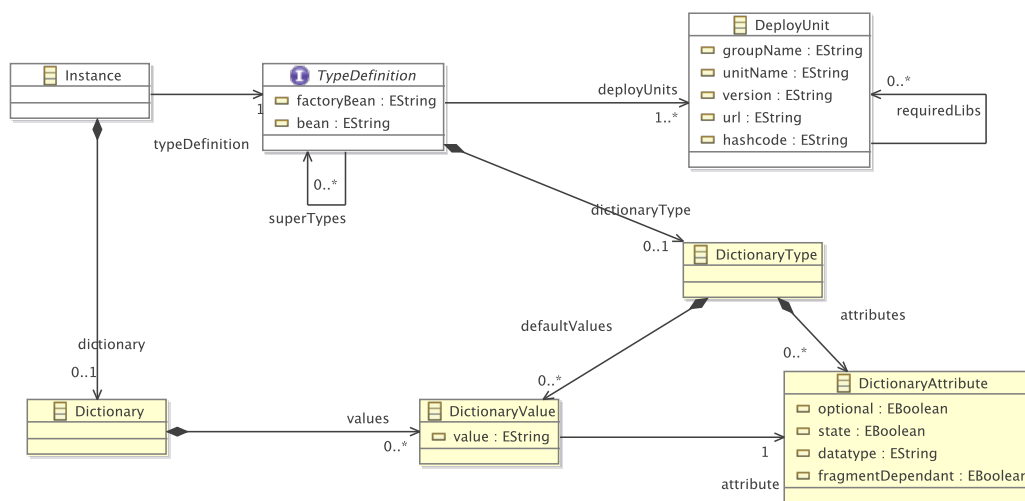 DeployUnit
groupName : EString
unitName : EString
version : EString
url : EString
hashcode : EString
Instance
I TypeDefinition
factoryBean : EString
bean : EString
deployUnits
1..*
0..*
requiredLibs
1
typeDefinition
0..*
superTypes
dictionaryType
0..1
DictionaryType
defaultValues
0..*
attributes
0..*
dictionary
0..1
Dictionary
values
0..*
DictionaryValue
value : EString
1
attribute
DictionaryAttribute
optional : EBoolean
state : EBoolean
datatype : EString
fragmentDependant : EBoolean